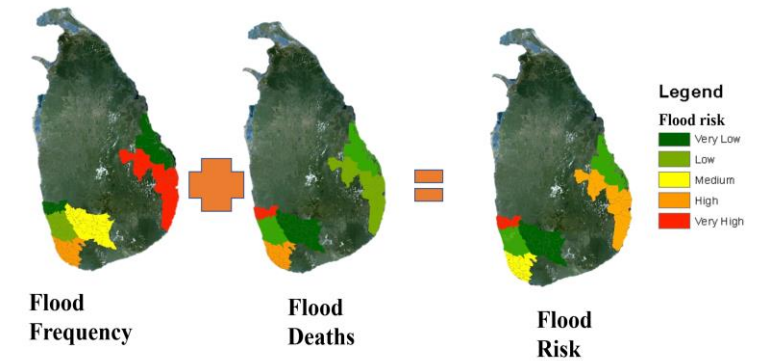 Legend
Flood risk
Very Low
Low
Medium
High
Very High
Flood
Frequency
Flood
Deaths
Flood
Risk